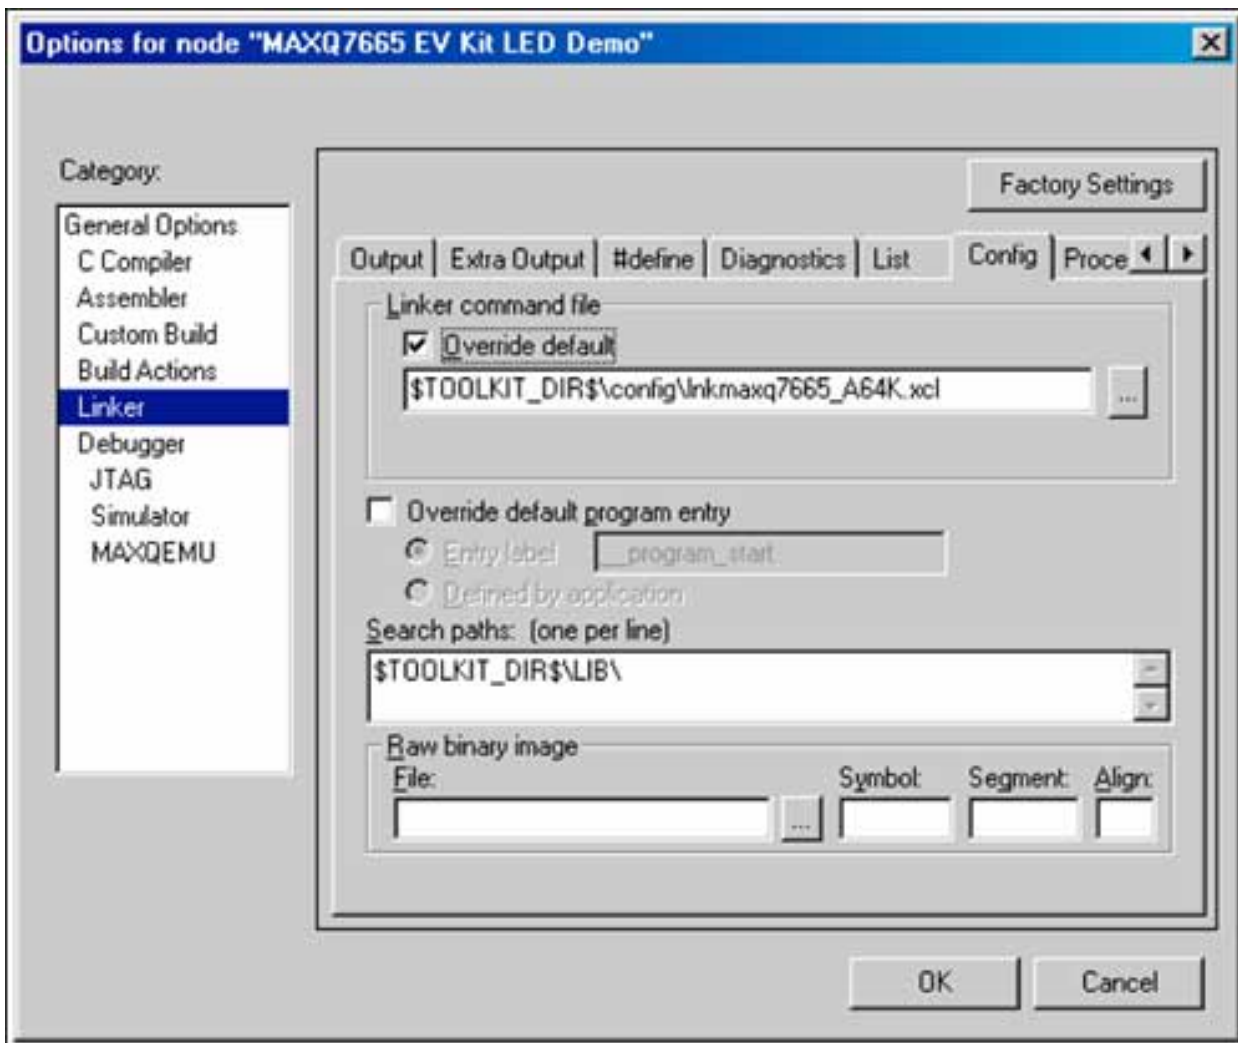 Options for node "MAXQ7665 EV Kit LED Demo"
Category:
General Options
C Compiler
Assembler
Custom Build
Build Actions
Linker
Debugger
JTAG
Simulator
MAXQEMU
Factory Settings
Output Extra Output #define Diagnostics List Config Proce
Linker command file
Override default
$TOOLKIT_DIR$\config\lnkmaxq7665_A64K.xcl
...
Override default program entry
Entry label __program_start
Defined by application
Search paths: (one per line)
$TOOLKIT_DIR$\LIB\
Raw binary image
File: Symbol: Segment: Align:
...
OK Cancel